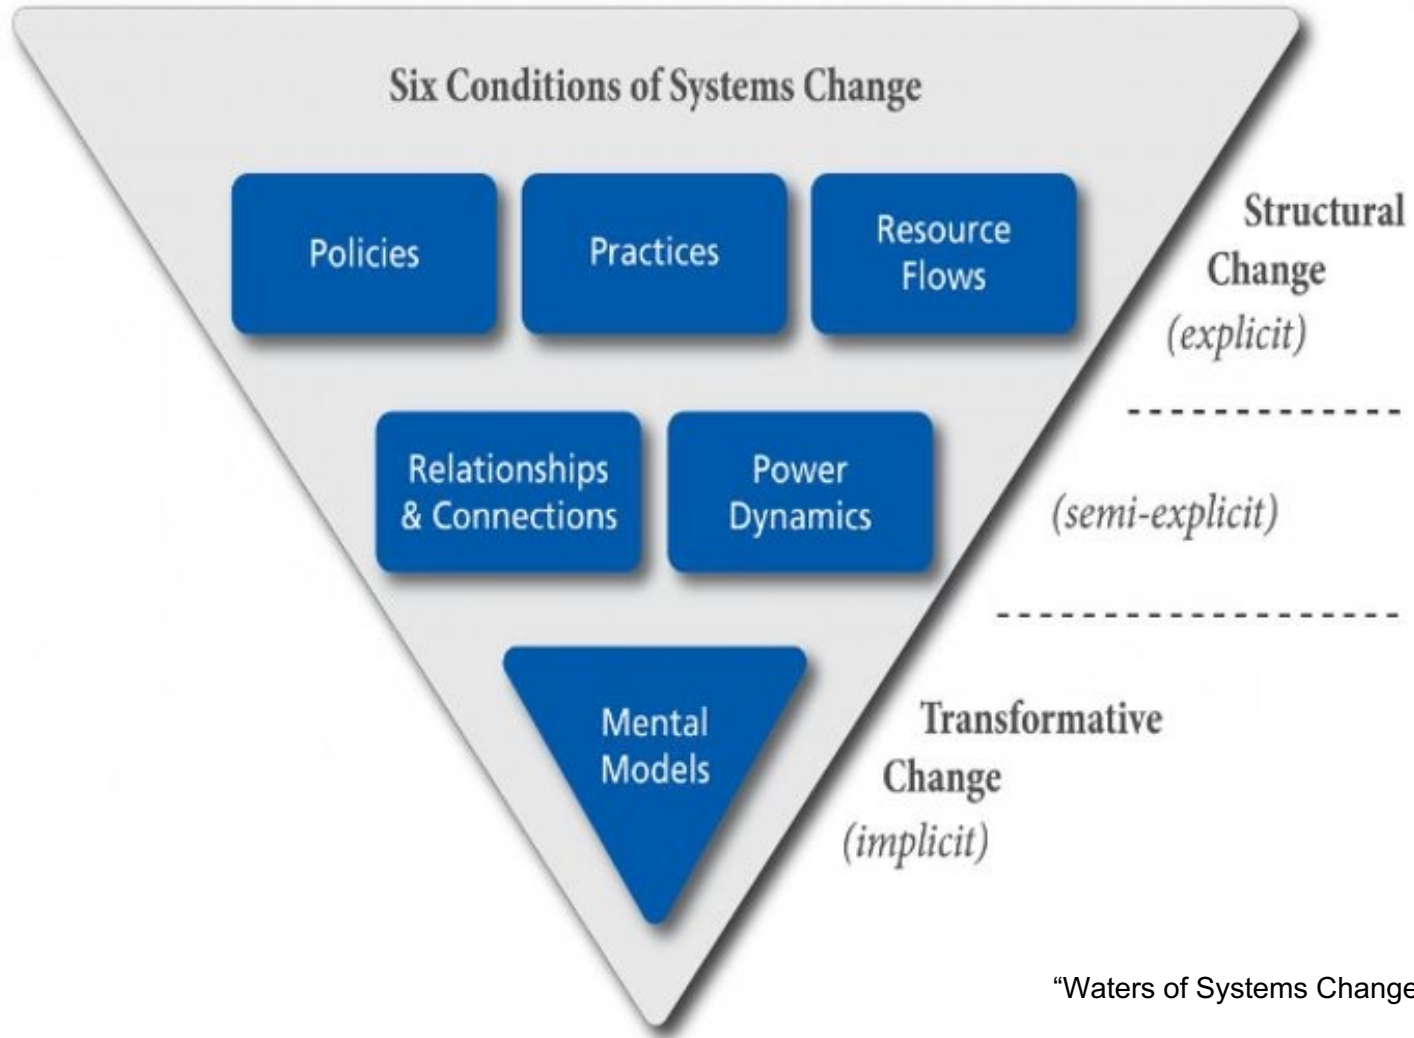 Six Conditions of Systems Change
Policies
Practices
Resource
Flows
Structural
Change
(explicit)
Relationships
& Connections
Power
Dynamics
(semi-explicit)
Mental
Models
Transformative
Change
(implicit)
“Waters of Systems Change